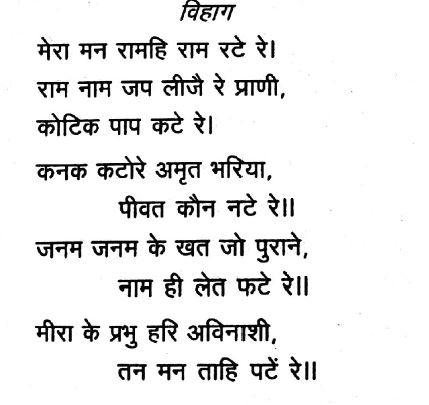 विहाग
मेरा मन रामहि राम रटे रे।
राम नाम जप लीजै रे प्राणी,
कोटिक पाप कटे रे।
कनक कटोरे अमृत भरिया,
पीवत कौन नटे रे॥
जनम जनम के खत जो पुराने,
नाम ही लेत फटे रे॥
मीरा के प्रभु हरि अविनाशी,
तन मन ताहि पटें रे॥